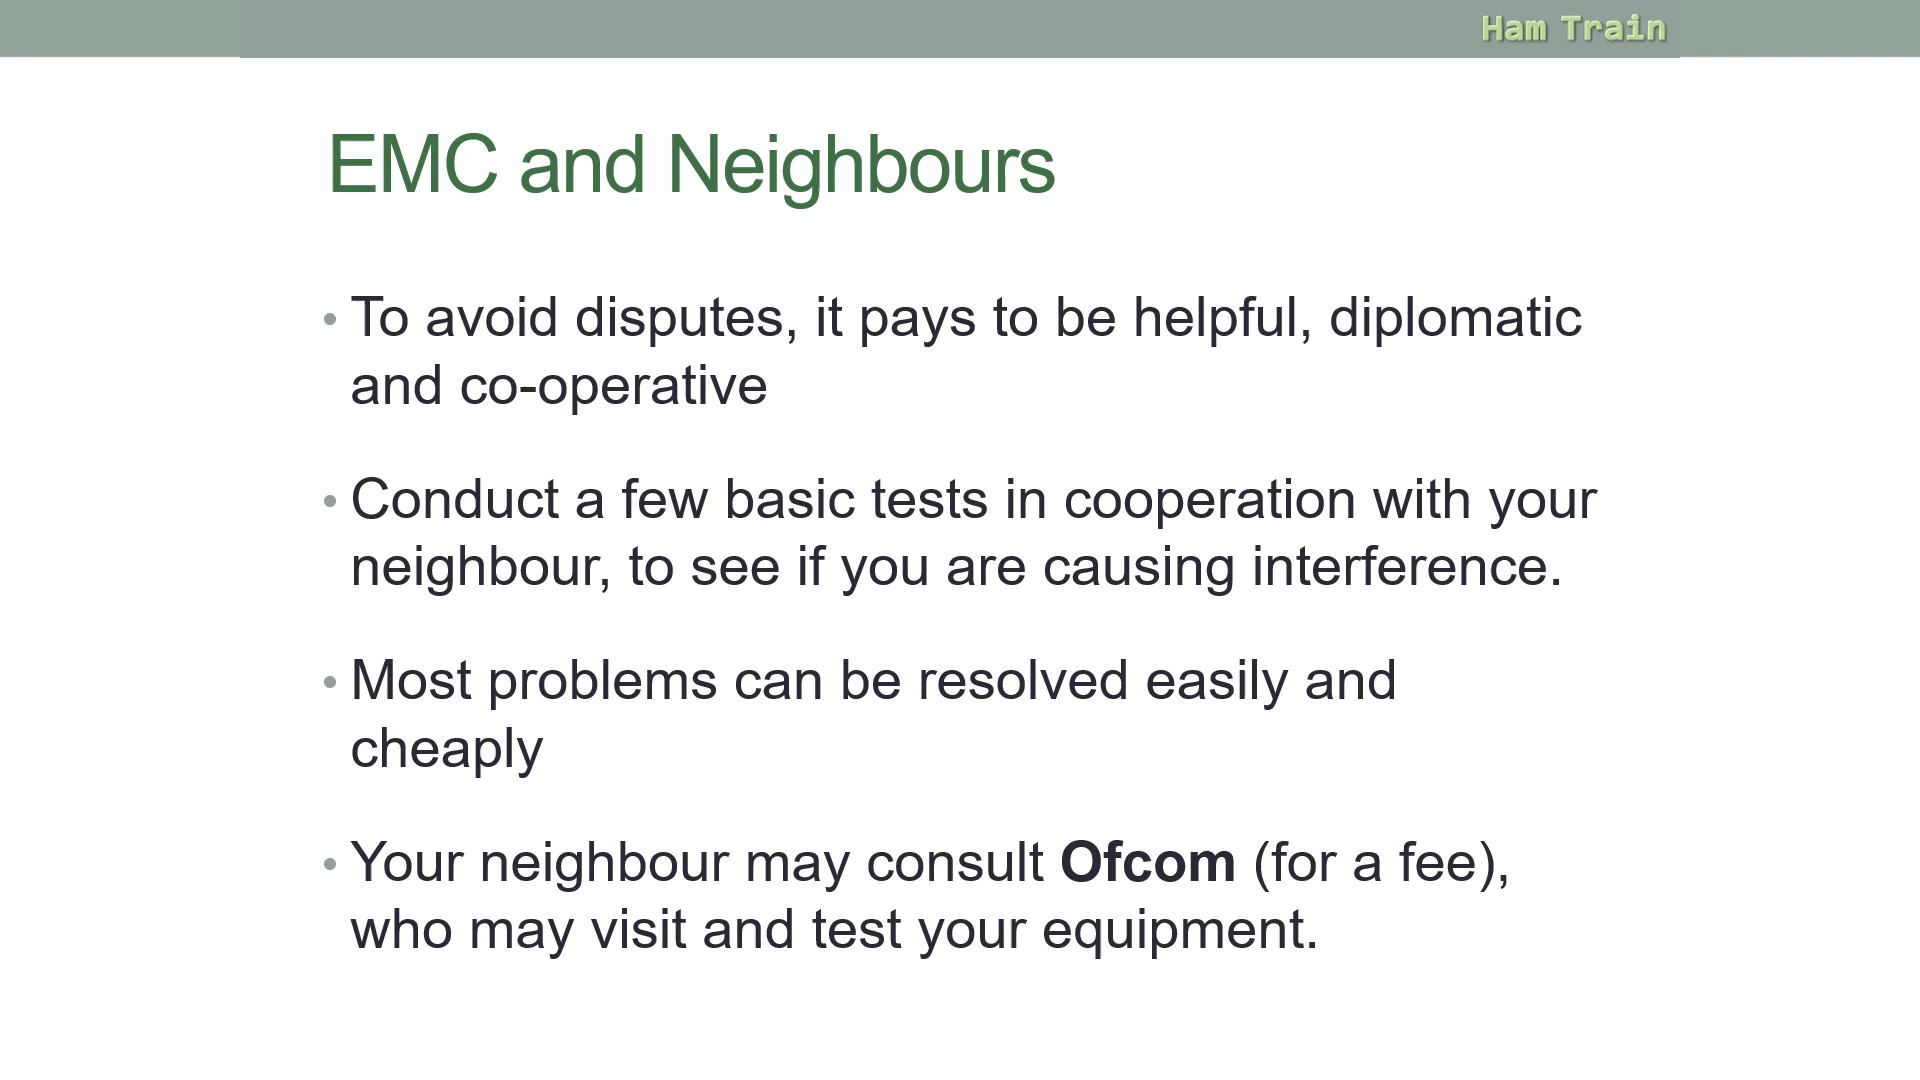 Ham Train
EMC and Neighbours
• To avoid disputes, it pays to be helpful, diplomatic
and co-operative
• Conduct a few basic tests in cooperation with your
neighbour, to see if you are causing interference.
• Most problems can be resolved easily and
cheaply
• Your neighbour may consult Ofcom (for a fee),
who may visit and test your equipment.